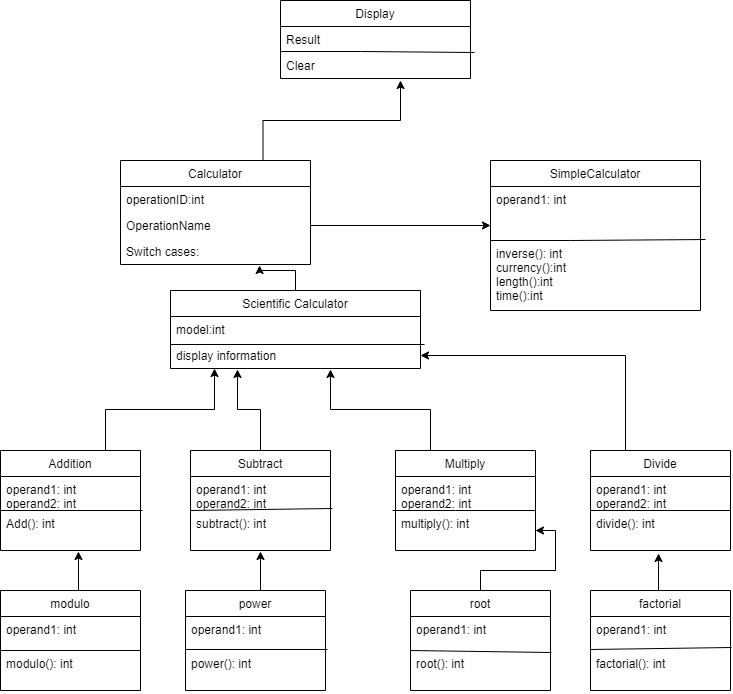 Display
Result
Clear
Calculator
operationID:int
OperationName
Switch cases:
SimpleCalculator
operand1: int
inverse(): int
currency():int
length():int
time():int
Scientific Calculator
model:int
display information
Addition
operand1: int
operand2: int
Add(): int
Subtract
operand1: int
operand2: int
subtract(): int
Multiply
operand1: int
operand2: int
multiply(): int
Divide
operand1: int
operand2: int
divide(): int
modulo
operand1: int
modulo(): int
power
operand1: int
power(): int
root
operand1: int
root(): int
factorial
operand1: int
factorial(): int